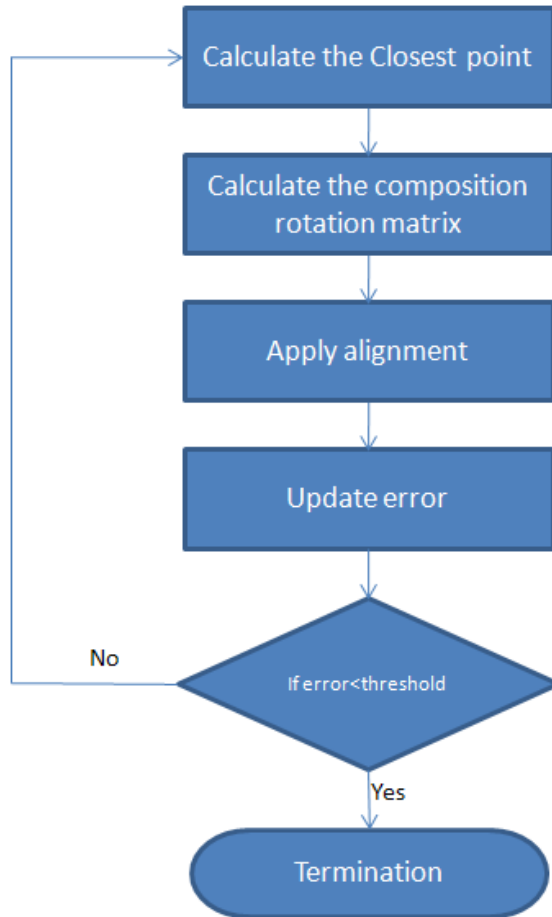 Calculate the Closest point
Calculate the composition
rotation matrix
Apply alignment
Update error
If error<threshold
No
Yes
Termination